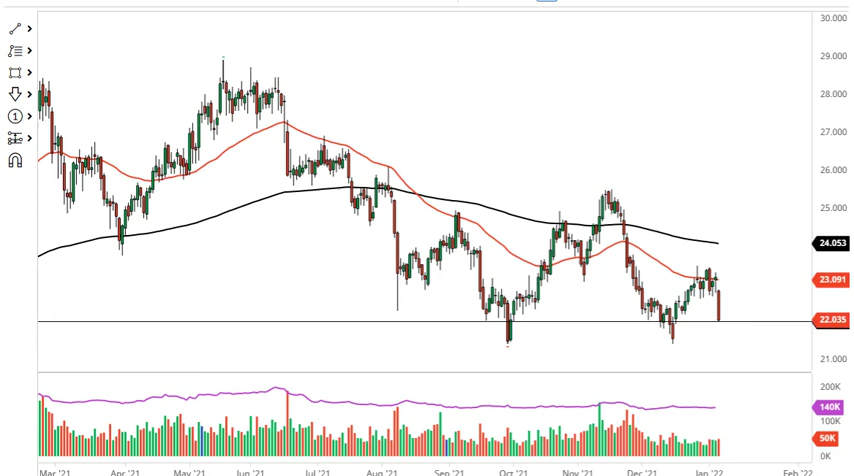 30.000
29.000
28.000
27.000
26.000
25.000
24.053
23.091
22.035
21.000
200K
140K
100K
50K
0K
1
Mar '21 Apr '21 May '21 Jun '21 Jul '21 Aug '21 Sep '21 Oct '21 Nov '21 Dec '21 Jan '22 Feb '22